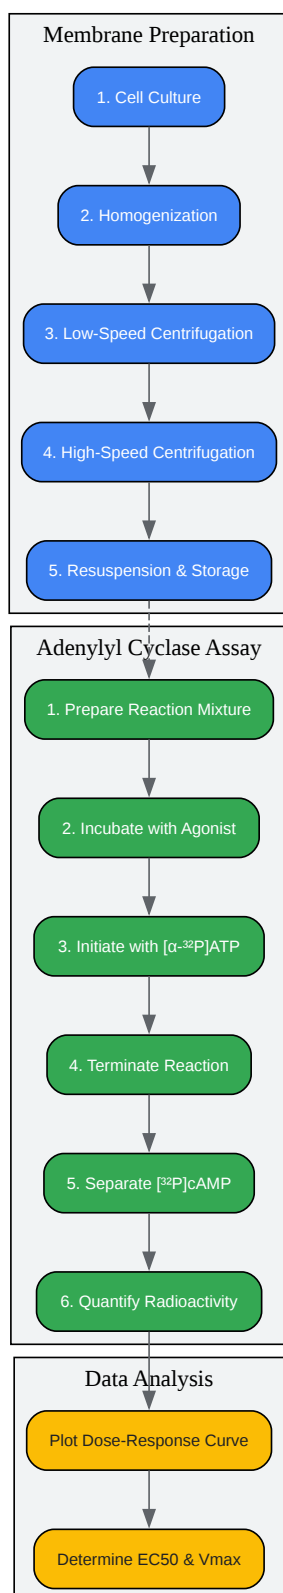 Membrane Preparation
1. Cell Culture
2. Homogenization
3. Low-Speed Centrifugation
4. High-Speed Centrifugation
5. Resuspension & Storage
Adenylyl Cyclase Assay
1. Prepare Reaction Mixture
2. Incubate with Agonist
3. Initiate with [α-³²P]ATP
4. Terminate Reaction
5. Separate [³²P]cAMP
6. Quantify Radioactivity
Data Analysis
Plot Dose-Response Curve
Determine EC50 & Vmax